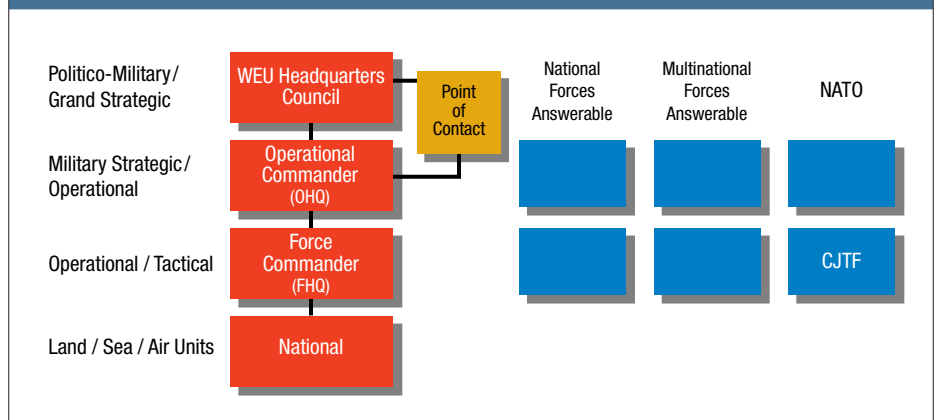 Politico-Military/
Grand Strategic
WEU Headquarters
Council
Point
of
Contact
National
Forces
Answerable
Multinational
Forces
Answerable
NATO
Military Strategic/
Operational
Operational
Commander
(OHQ)
Operational / Tactical
Force
Commander
(FHQ)
CJTF
Land / Sea / Air Units
National